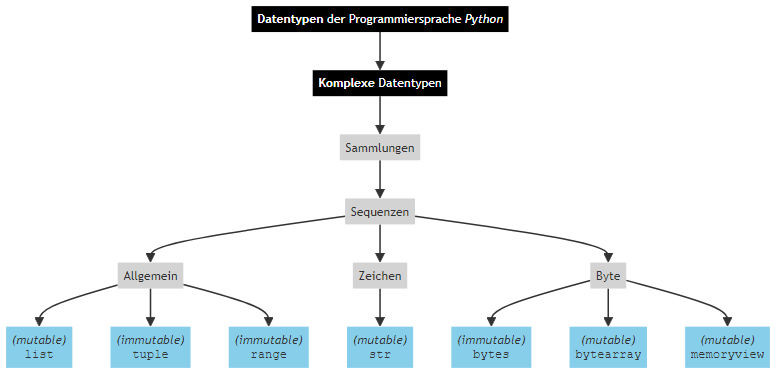 Datentypen der Programmiersprache Python
Komplexe Datentypen
Sammlungen
Sequenzen
Allgemein
Zeichen
Byte
(mutable)
list
(immutable)
tuple
(immutable)
range
(mutable)
str
(immutable)
bytes
(mutable)
bytearray
(mutable)
memoryview